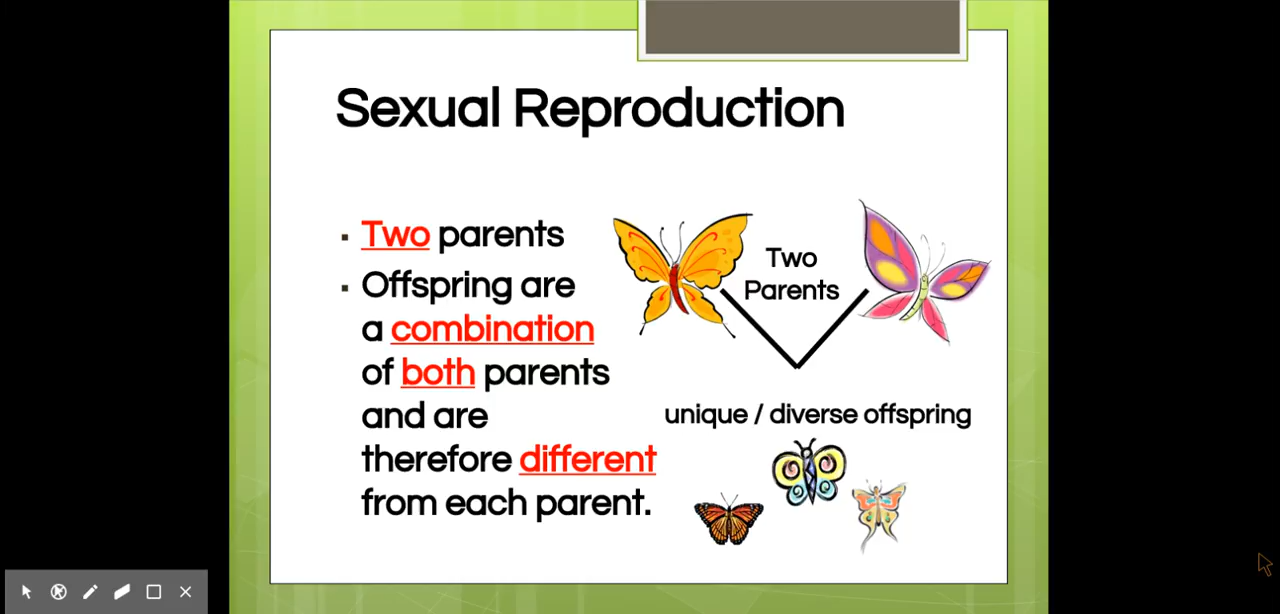 Sexual Reproduction
▪ Two parents
▪ Offspring are
a combination
of both parents
and are
therefore different
from each parent.
Two
Parents
unique / diverse offspring